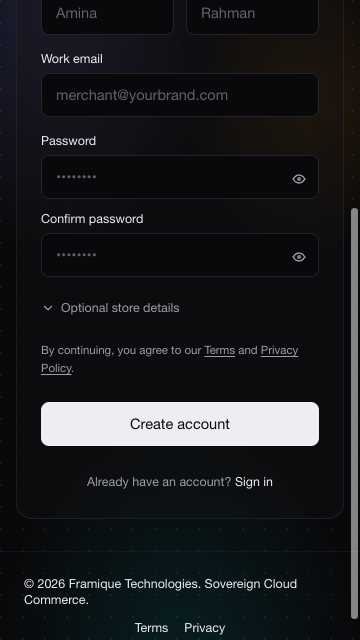 Amina Rahman
Work email
merchant@yourbrand.com
Password
••••••••
Confirm password
••••••••
Optional store details
By continuing, you agree to our Terms and Privacy
Policy.
Create account
Already have an account? Sign in
© 2026 Framique Technologies. Sovereign Cloud
Commerce.
Terms Privacy